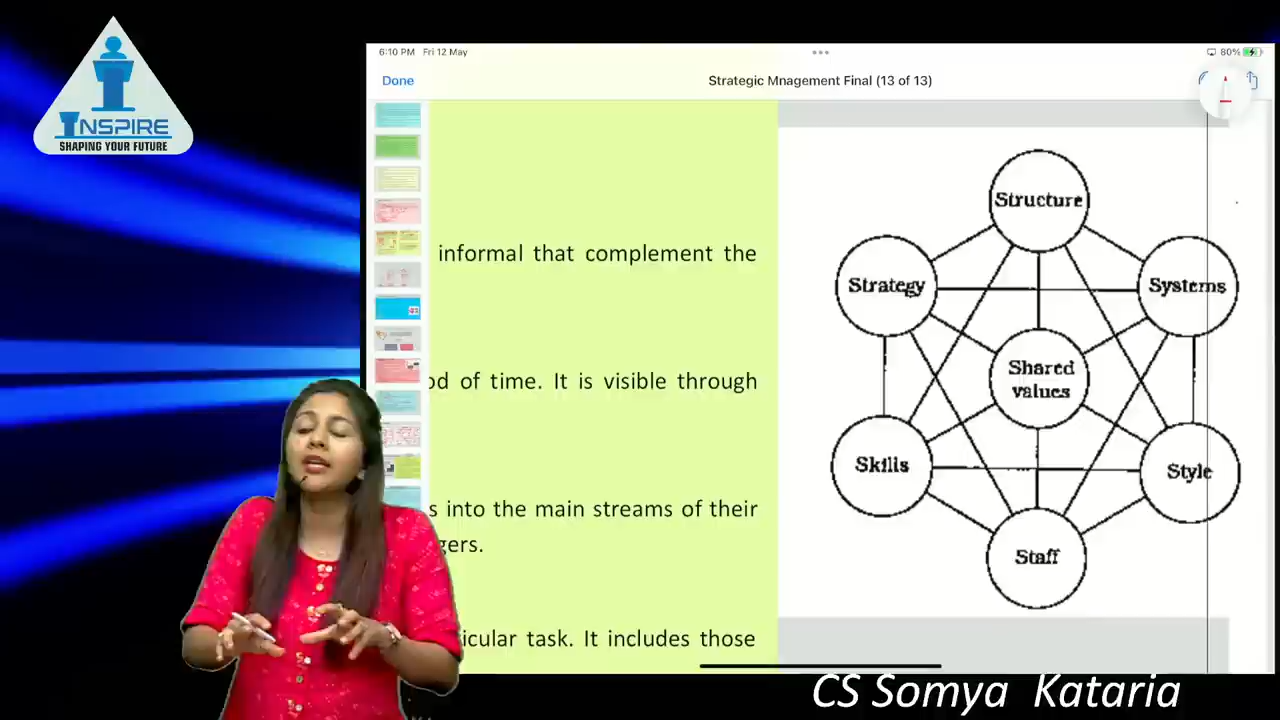 INSPIRE
SHAPING YOUR FUTURE
6:10 PM Fri 12 May
80%
Done
Strategic Mnagement Final (13 of 13)
informal that complement the
od of time. It is visible through
s into the main streams of their
gers.
icular task. It includes those
Structure
Strategy
Systems
Shared
values
Skills
Style
Staff
CS Somya Kataria